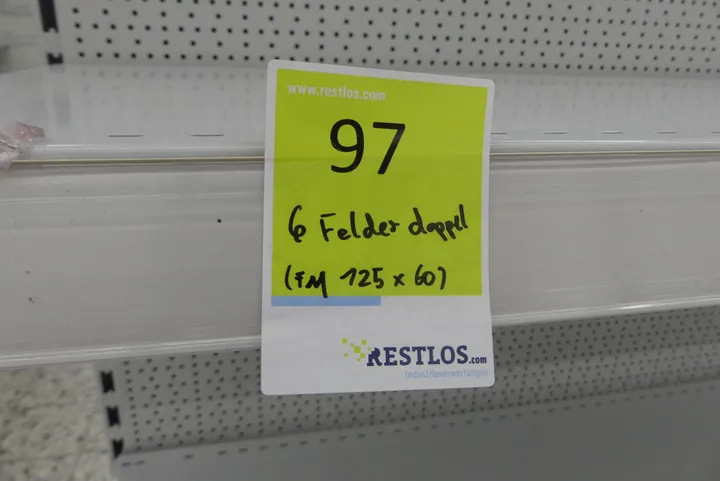 www.restlos.com
97
6 Felder doppel
(FM 125 x 60)
RESTLOS.com
Industrieverwertungen